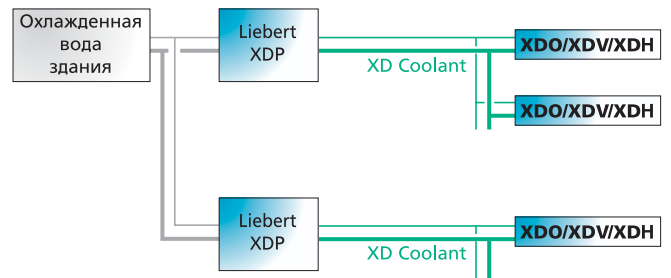 Охлажденная
вода
здания
Liebert
XDP
XD Coolant
XDO/XDV/XDH
XDO/XDV/XDH
Liebert
XDP
XD Coolant
XDO/XDV/XDH